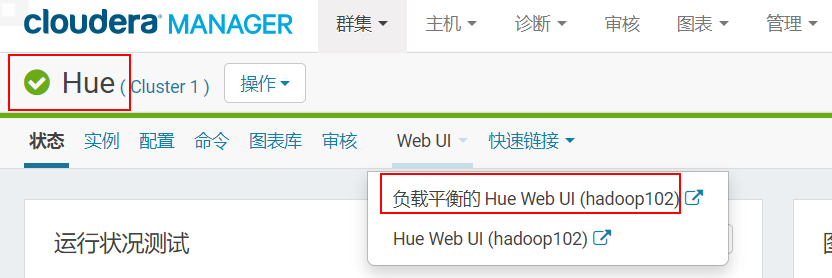 cloudera MANAGER 群集 主机 诊断 审核 图表 管理
Hue ( Cluster 1 ) 操作
状态 实例 配置 命令 图表库 审核 Web UI 快速链接
负载平衡的 Hue Web UI (hadoop102)
运行状况测试
Hue Web UI (hadoop102)